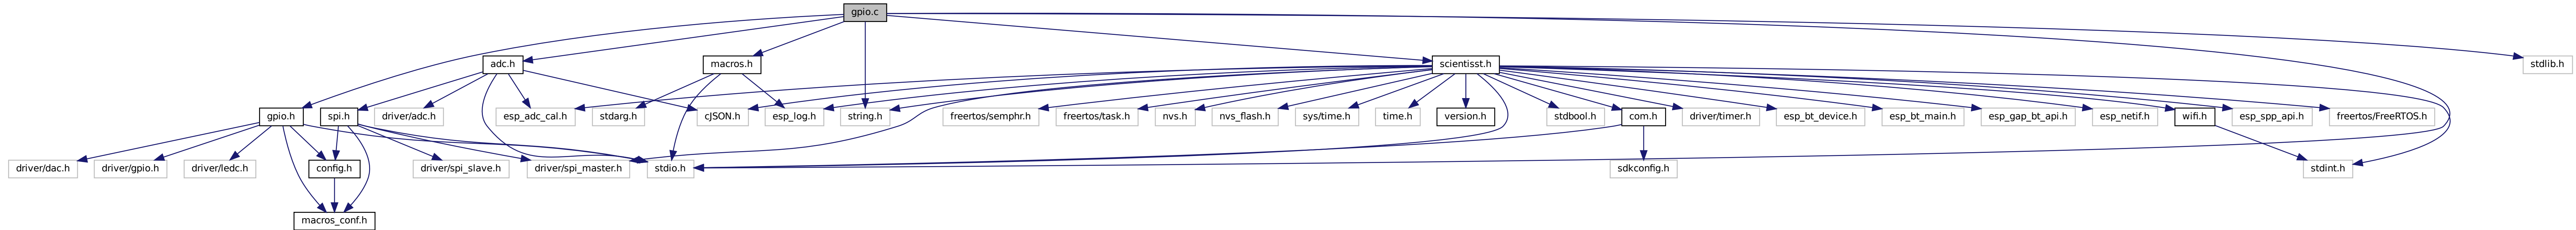 gpio.c
adc.h
macros.h
scientisst.h
stdlib.h
gpio.h
spi.h
driver/adc.h
esp_adc_cal.h
stdarg.h
cJSON.h
esp_log.h
string.h
freertos/semphr.h
freertos/task.h
nvs.h
nvs_flash.h
sys/time.h
time.h
version.h
stdbool.h
com.h
driver/timer.h
esp_bt_device.h
esp_bt_main.h
esp_gap_bt_api.h
esp_netif.h
wifi.h
esp_spp_api.h
freertos/FreeRTOS.h
driver/dac.h
driver/gpio.h
driver/ledc.h
config.h
driver/spi_slave.h
driver/spi_master.h
stdio.h
sdkconfig.h
stdint.h
macros_conf.h